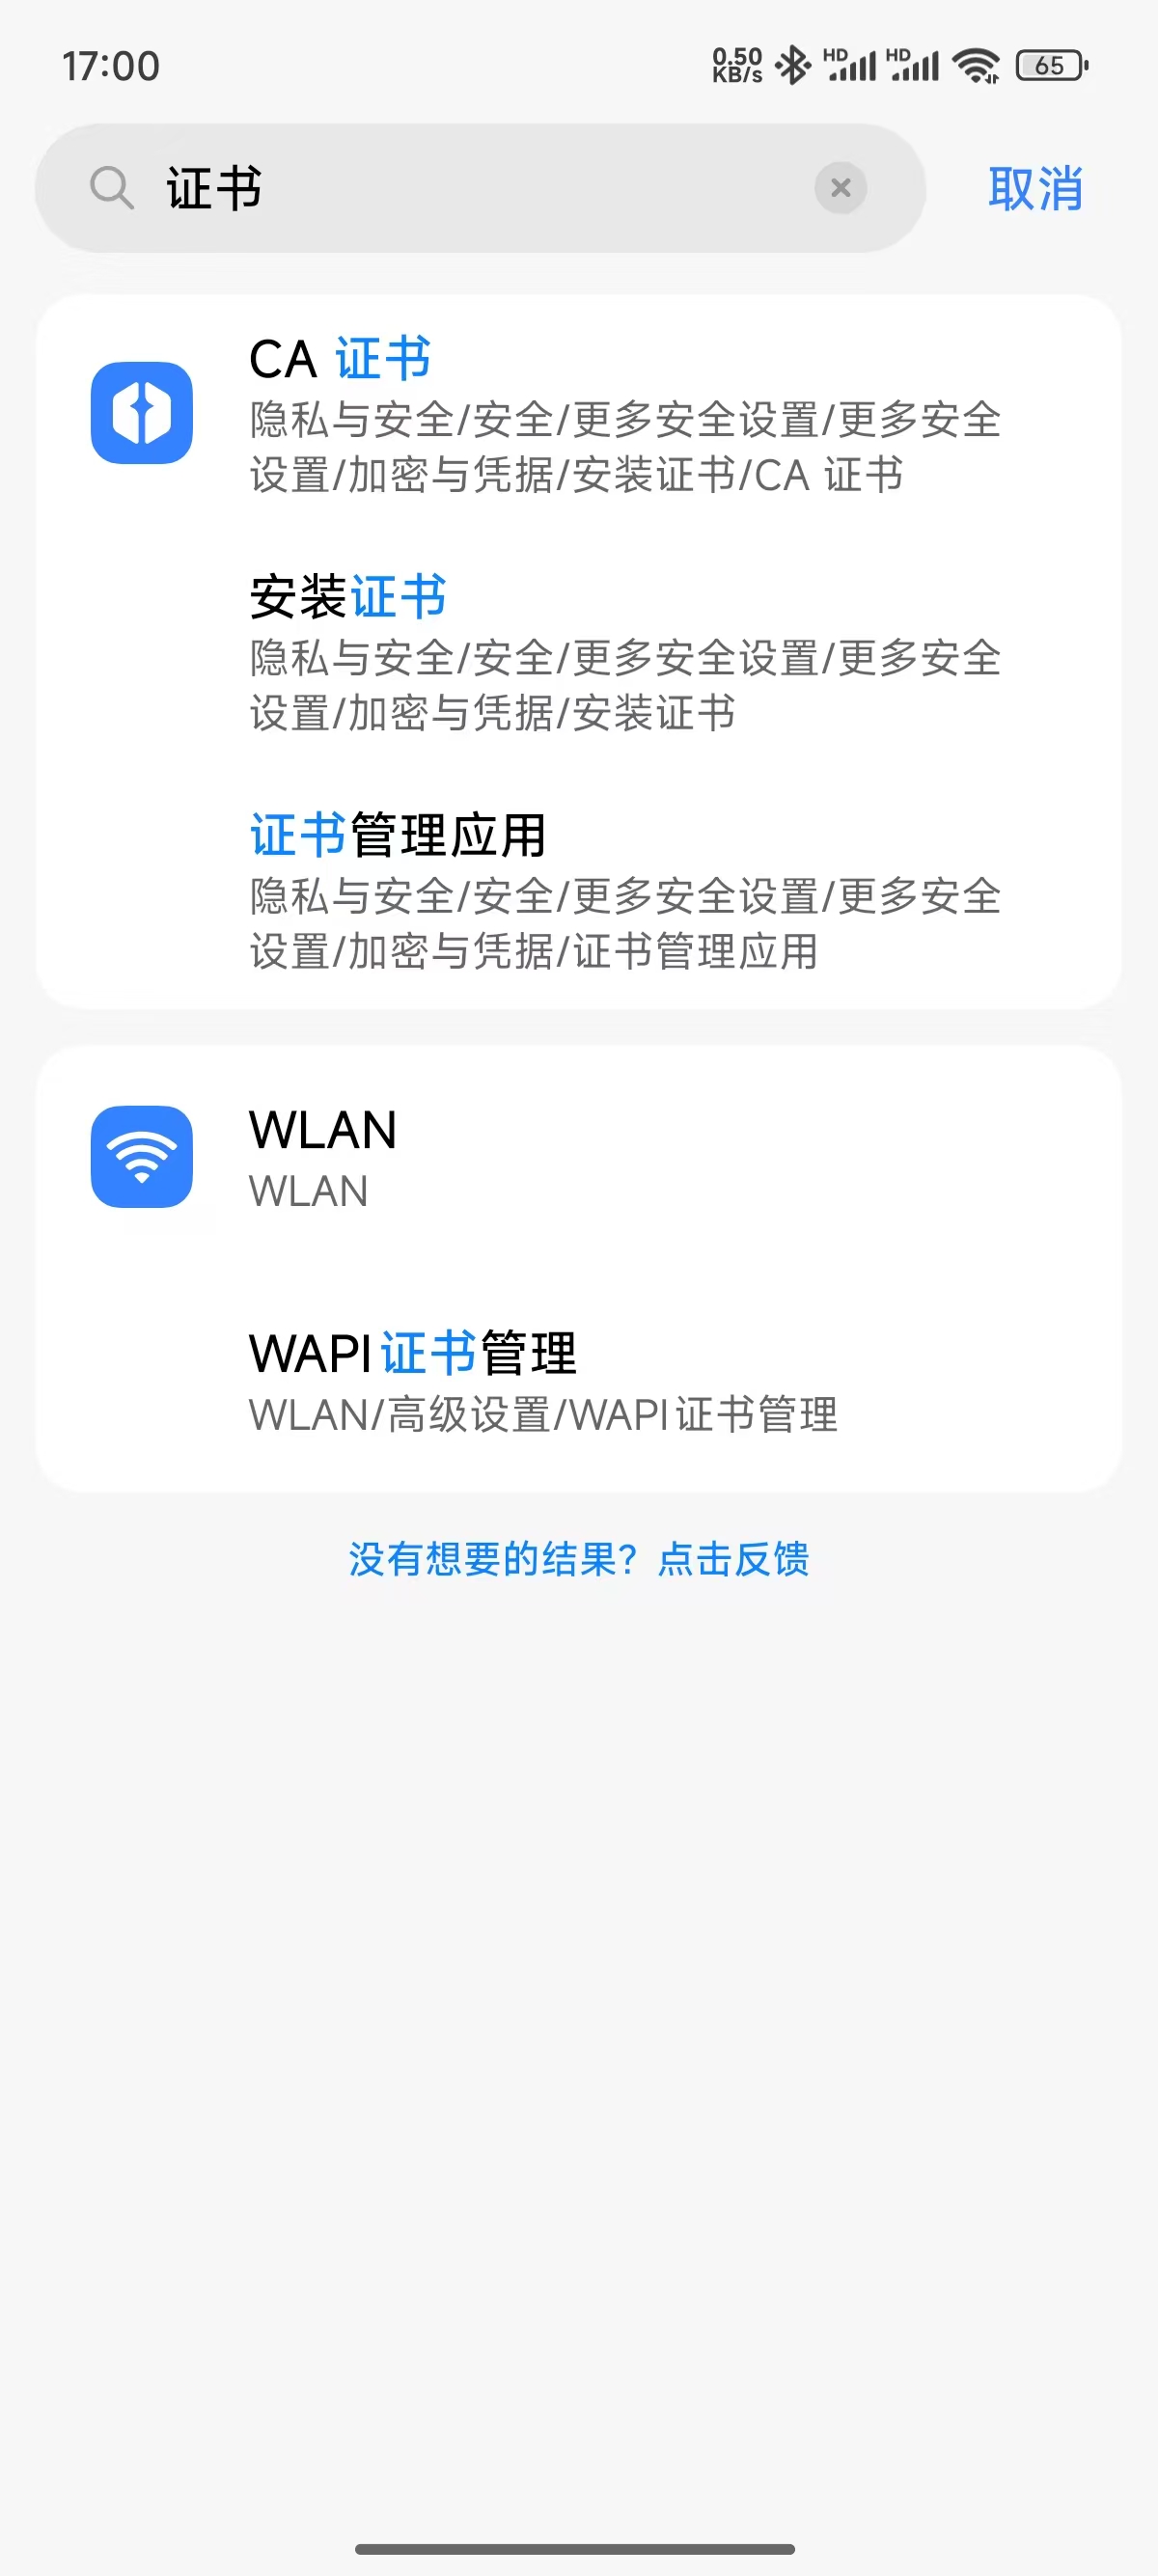 17:00
0.50
KB/s
HD
HD
65
证书
取消
CA 证书
隐私与安全/安全/更多安全设置/更多安全
设置/加密与凭据/安装证书/CA 证书
安装证书
隐私与安全/安全/更多安全设置/更多安全
设置/加密与凭据/安装证书
证书管理应用
隐私与安全/安全/更多安全设置/更多安全
设置/加密与凭据/证书管理应用
WLAN
WLAN
WAPI证书管理
WLAN/高级设置/WAPI证书管理
没有想要的结果？点击反馈